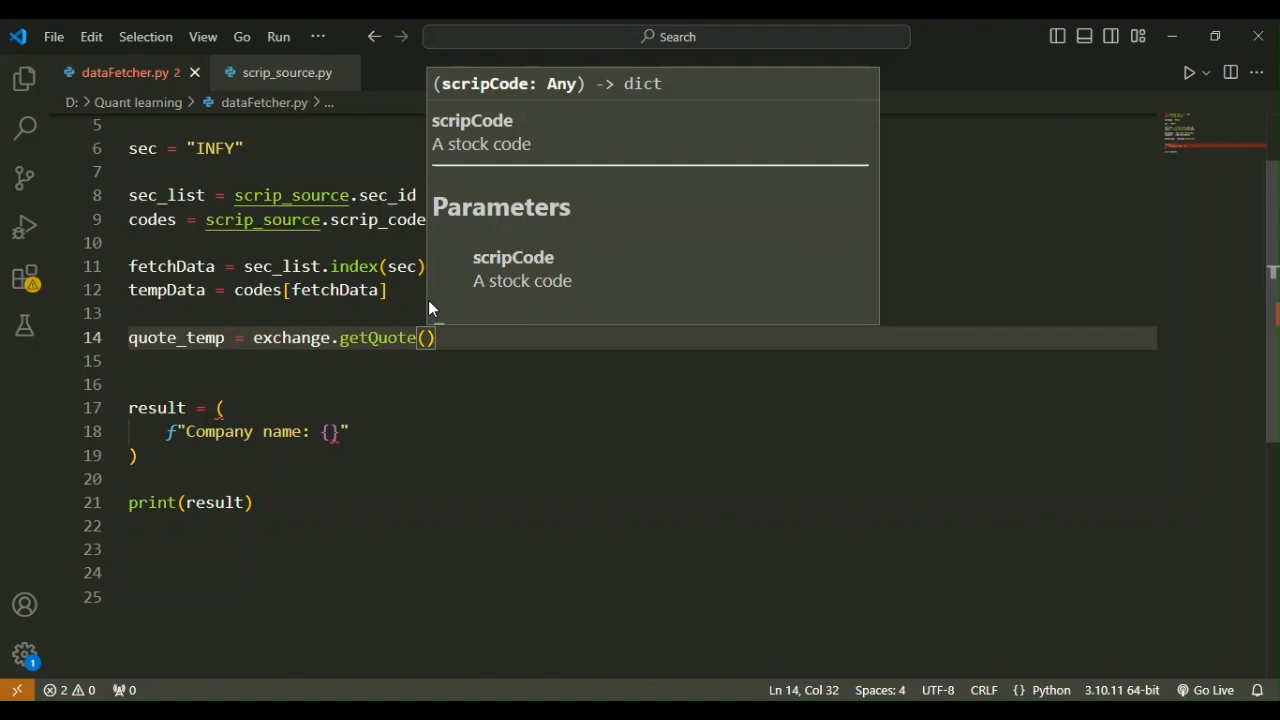 File Edit Selection View Go Run ··· Search
dataFetcher.py 2 scrip_source.py
D: > Quant learning > dataFetcher.py > ...
(scripCode: Any) -> dict
scripCode
A stock code
Parameters
scripCode
A stock code
5
6 sec = "INFY"
7
8 sec_list = scrip_source.sec_id
9 codes = scrip_source.scrip_code
10
11 fetchData = sec_list.index(sec)
12 tempData = codes[fetchData]
13
14 quote_temp = exchange.getQuote()
15
16
17 result = (
18 f"Company name: {}"
19 )
20
21 print(result)
22
23
24
25
1
2 0 0 Ln 14, Col 32 Spaces: 4 UTF-8 CRLF {} Python 3.10.11 64-bit Go Live